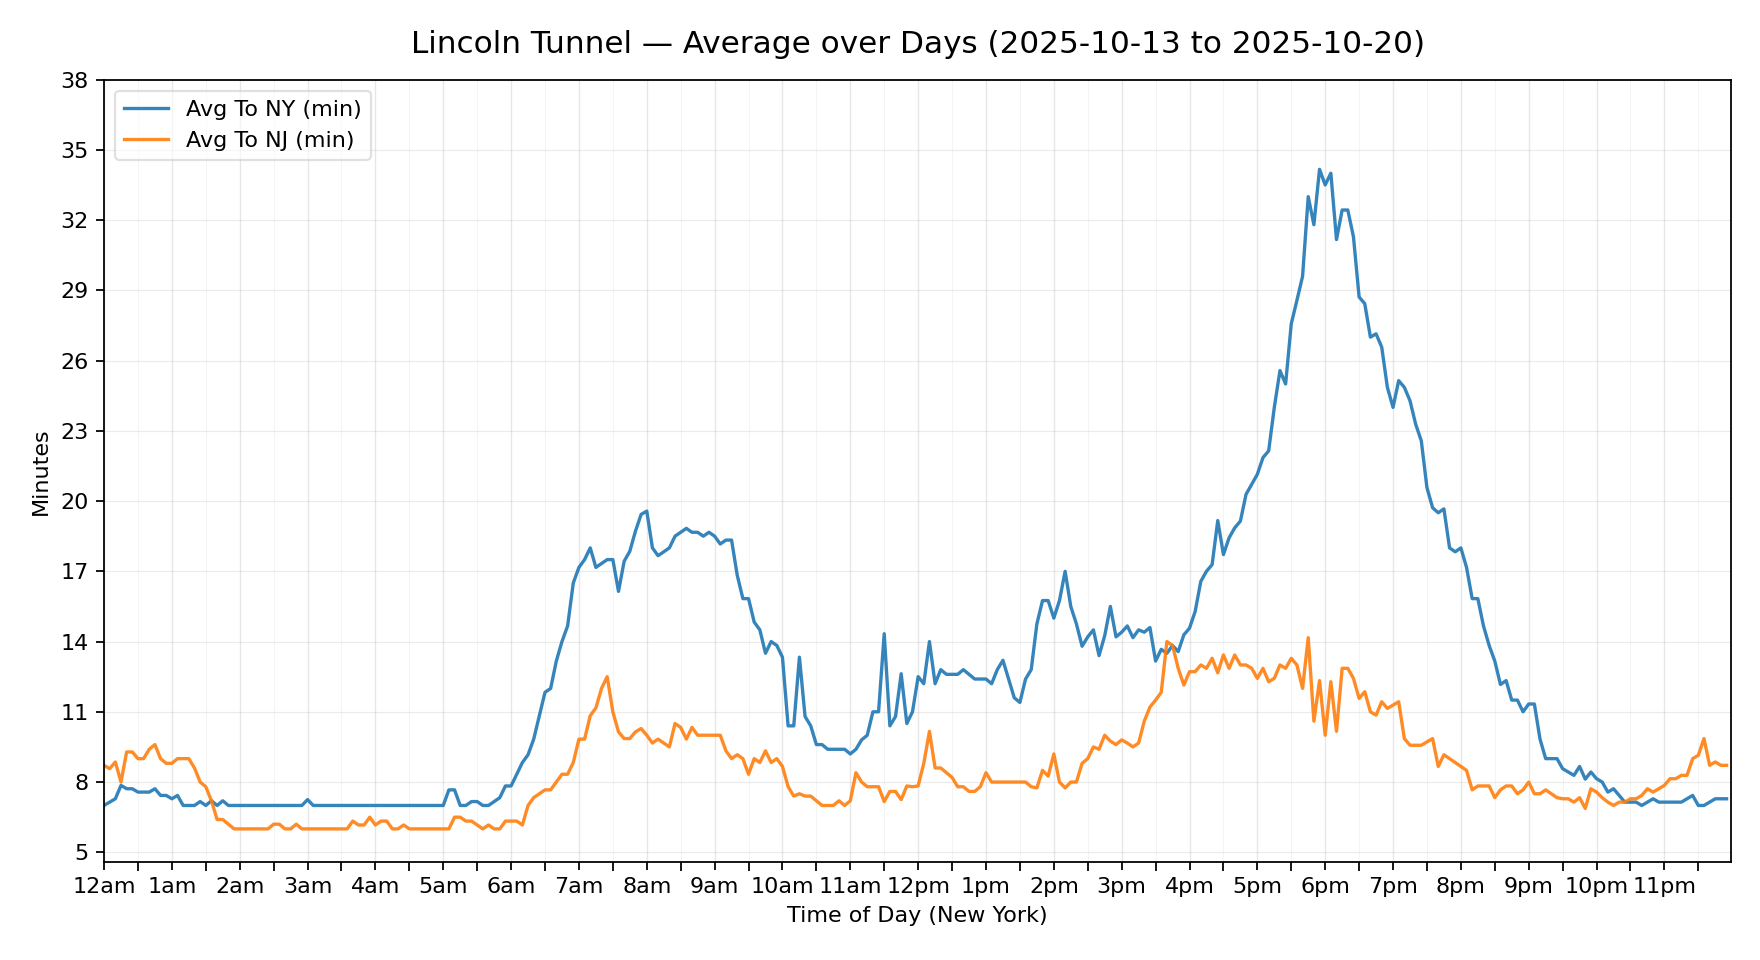 Lincoln Tunnel — Average over Days (2025-10-13 to 2025-10-20)
Avg To NY (min)
Avg To NJ (min)
38
35
32
29
26
23
20
17
14
11
8
5
Minutes
12am 1am 2am 3am 4am 5am 6am 7am 8am 9am 10am 11am 12pm 1pm 2pm 3pm 4pm 5pm 6pm 7pm 8pm 9pm 10pm 11pm
Time of Day (New York)